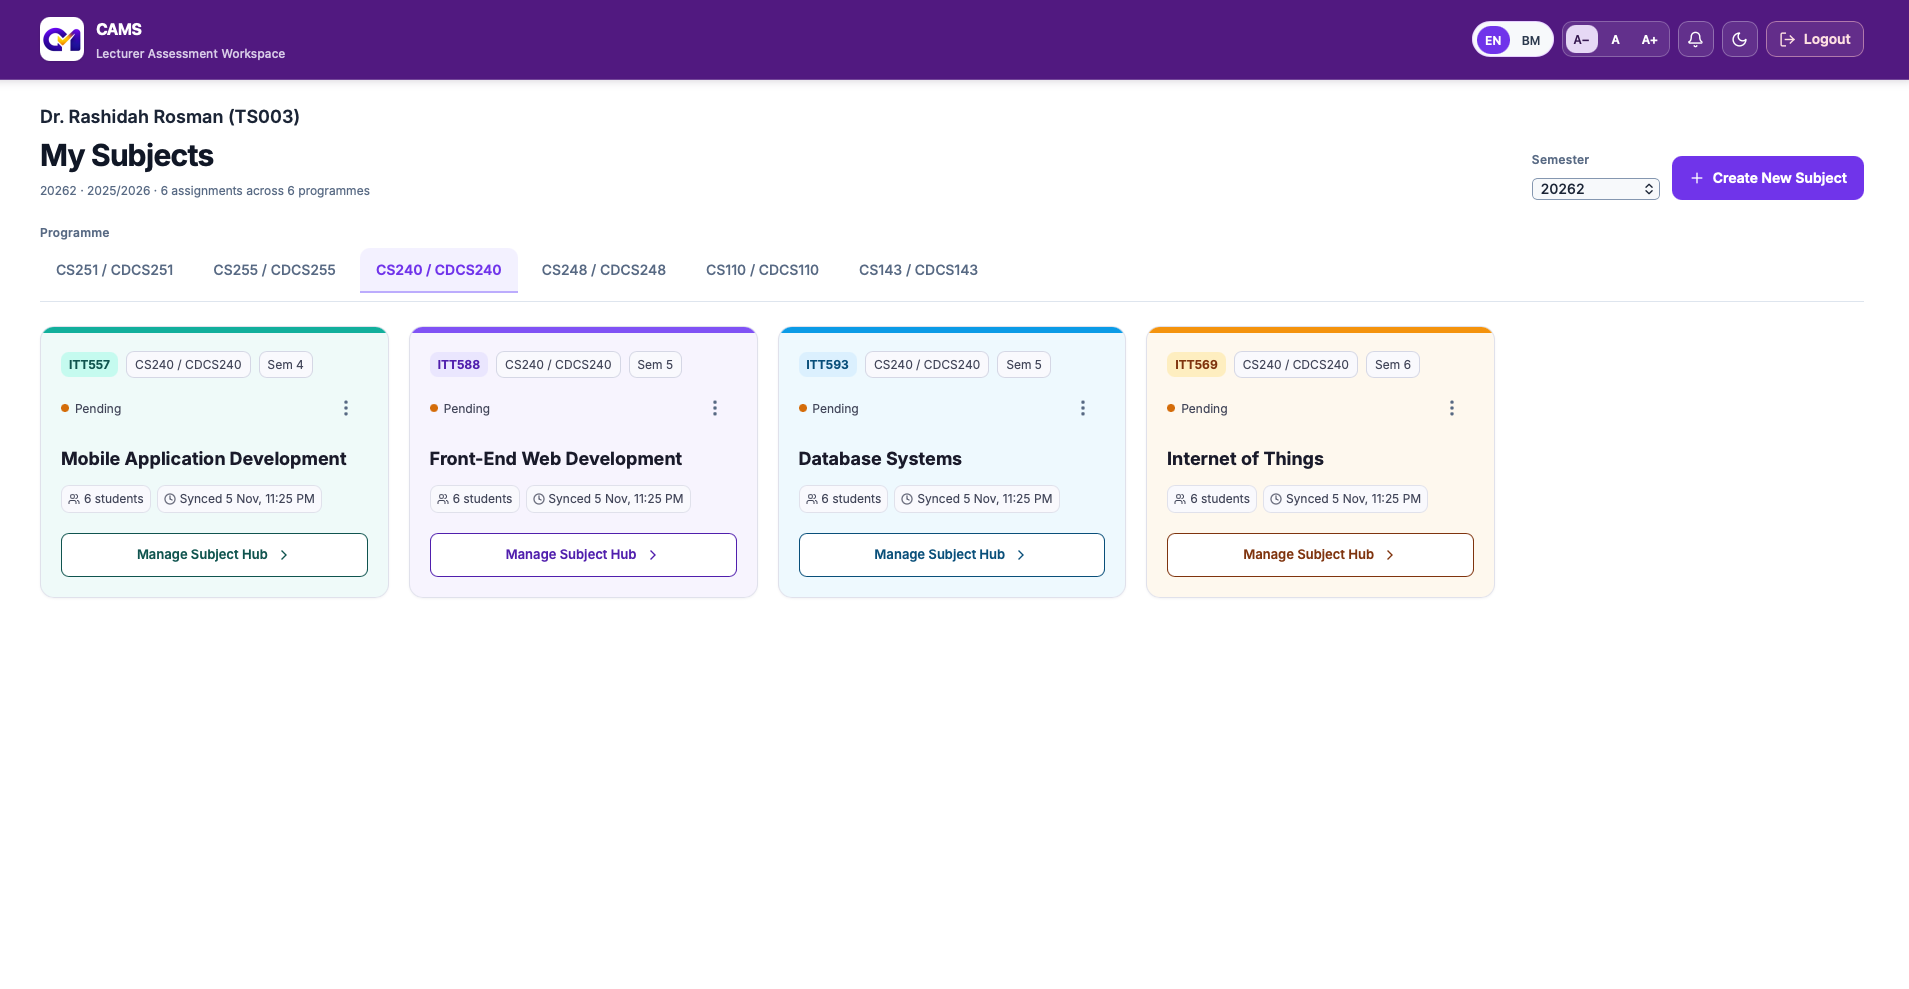 CAMS
Lecturer Assessment Workspace
EN BM A− A A+ Logout
Dr. Rashidah Rosman (TS003)
My Subjects
20262 · 2025/2026 · 6 assignments across 6 programmes
Semester
20262
+ Create New Subject
Programme
CS251 / CDCS251 CS255 / CDCS255 CS240 / CDCS240 CS248 / CDCS248 CS110 / CDCS110 CS143 / CDCS143
ITT557 CS240 / CDCS240 Sem 4
Pending
Mobile Application Development
6 students Synced 5 Nov, 11:25 PM
Manage Subject Hub
ITT588 CS240 / CDCS240 Sem 5
Pending
Front-End Web Development
6 students Synced 5 Nov, 11:25 PM
Manage Subject Hub
ITT593 CS240 / CDCS240 Sem 5
Pending
Database Systems
6 students Synced 5 Nov, 11:25 PM
Manage Subject Hub
ITT569 CS240 / CDCS240 Sem 6
Pending
Internet of Things
6 students Synced 5 Nov, 11:25 PM
Manage Subject Hub